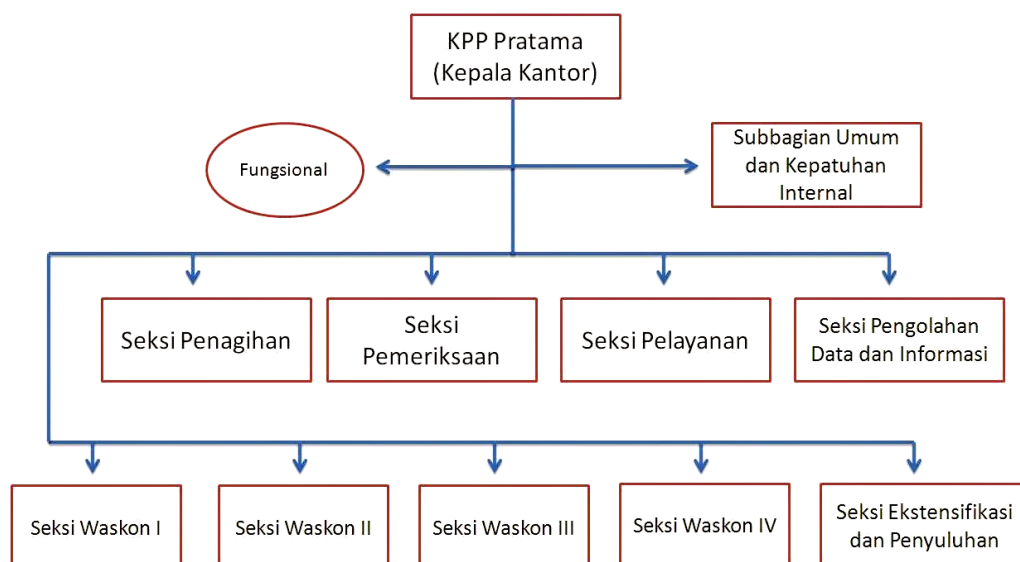 KPP Pratama
(Kepala Kantor)
Fungsional
Subbagian Umum
dan Kepatuhan
Internal
Seksi Penagihan
Seksi
Pemeriksaan
Seksi Pelayanan
Seksi Pengolahan
Data dan Informasi
Seksi Waskon I
Seksi Waskon II
Seksi Waskon III
Seksi Waskon IV
Seksi Ekstensifikasi
dan Penyuluhan